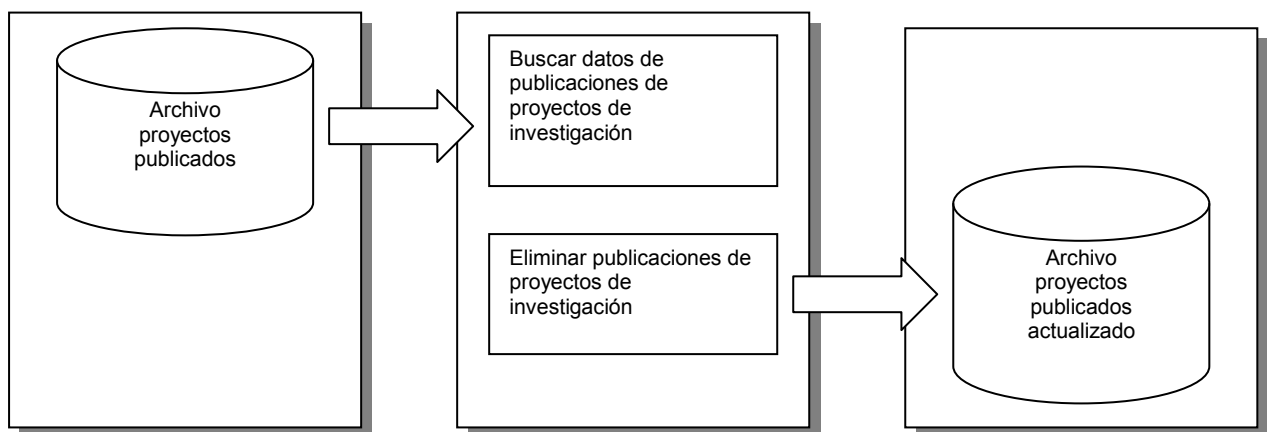 Archivo
proyectos
publicados
Buscar datos de
publicaciones de
proyectos de
investigación
Eliminar publicaciones de
proyectos de
investigación
Archivo
proyectos
publicados
actualizado